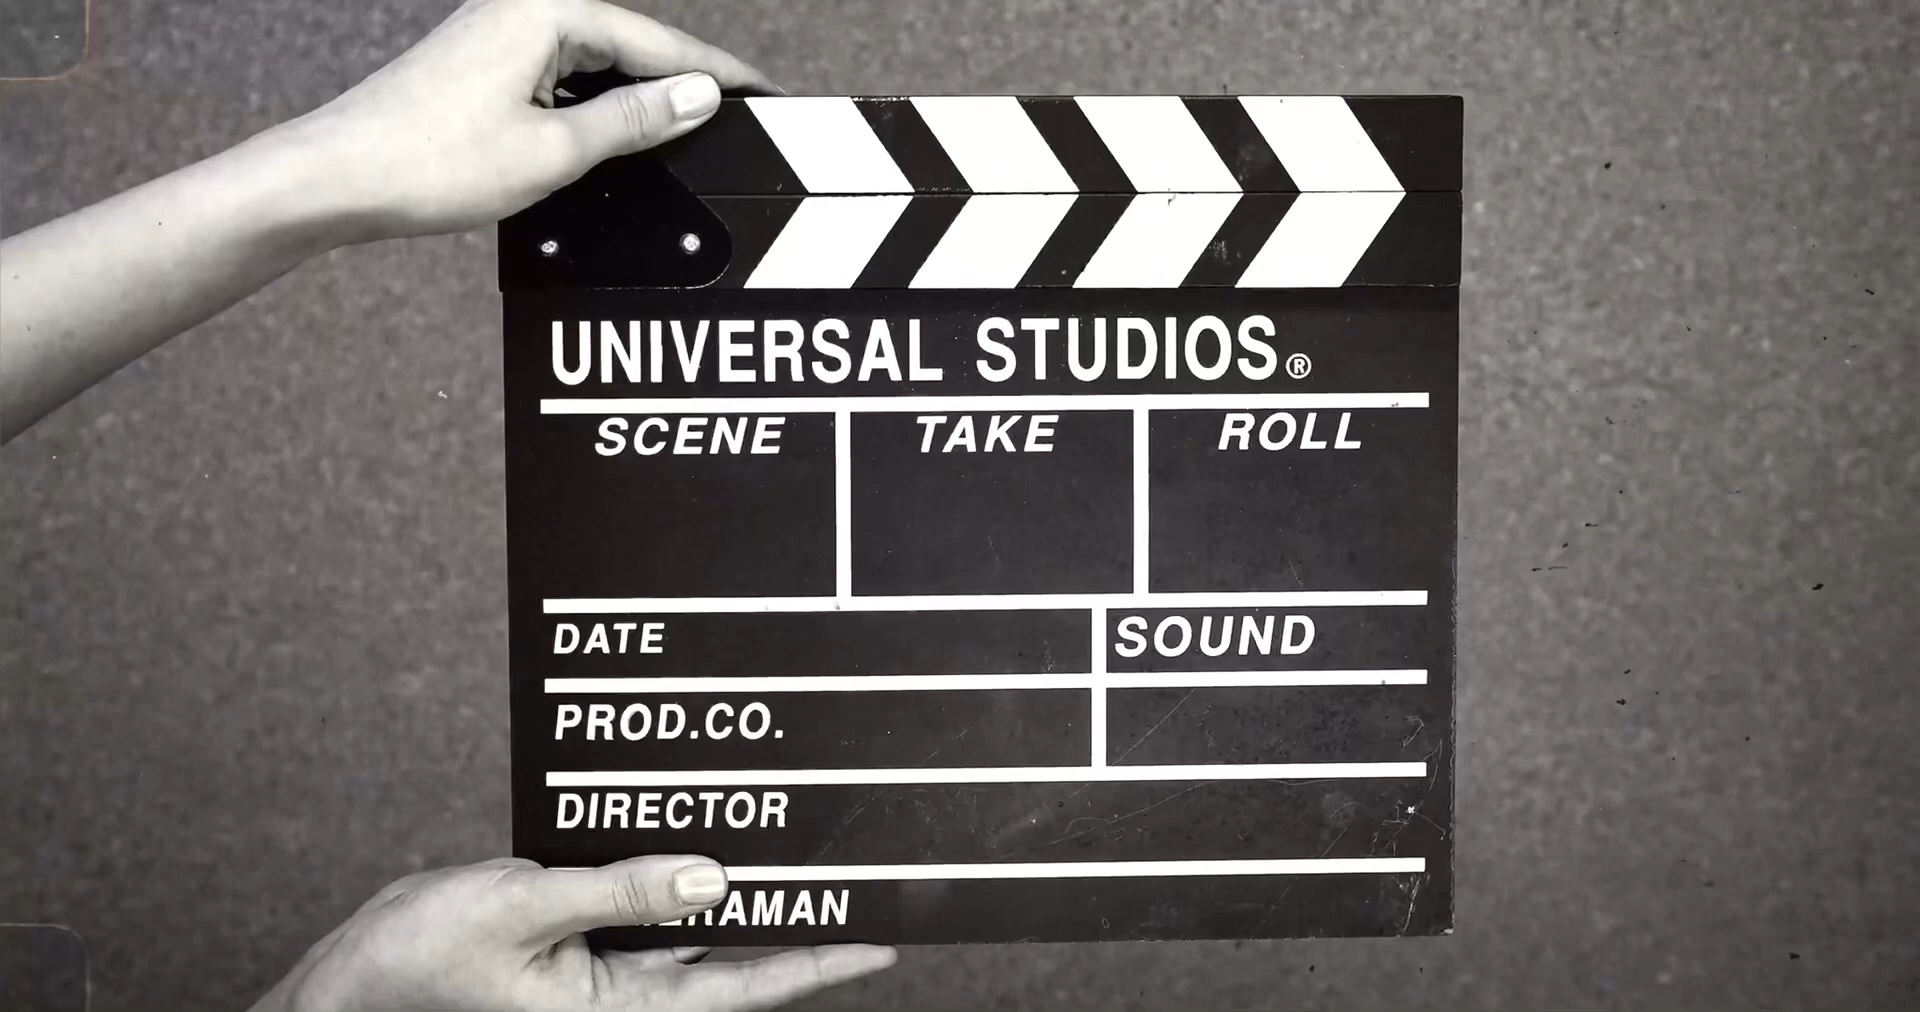 UNIVERSAL STUDIOS®
SCENE TAKE ROLL
DATE SOUND
PROD.CO.
DIRECTOR